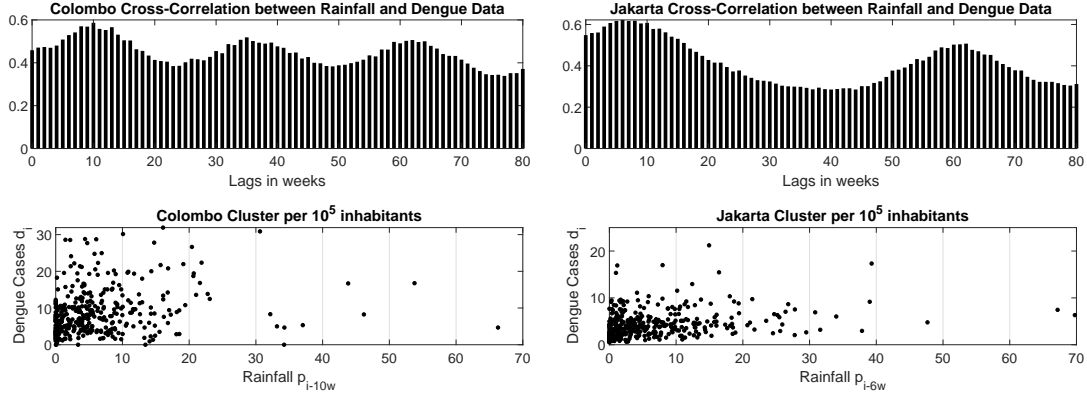 Colombo Cross-Correlation between Rainfall and Dengue Data
0.6
0.4
0.2
0
0 10 20 30 40 50 60 70 80
Lags in weeks
Jakarta Cross-Correlation between Rainfall and Dengue Data
0.6
0.4
0.2
0
0 10 20 30 40 50 60 70 80
Lags in weeks
Colombo Cluster per 10^5 inhabitants
Dengue Cases d_i
30
20
10
0
0 10 20 30 40 50 60 70
Rainfall p_{i-10w}
Jakarta Cluster per 10^5 inhabitants
Dengue Cases d_i
20
10
0
0 10 20 30 40 50 60 70
Rainfall p_{i-6w}